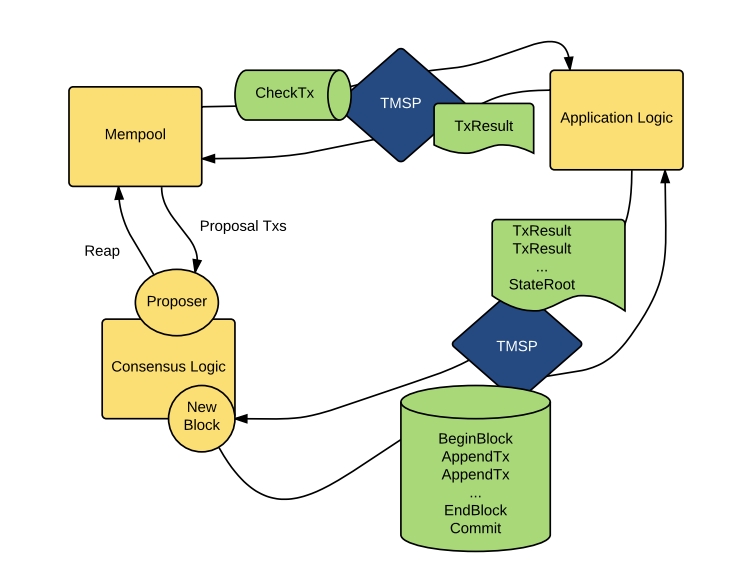 CheckTx
TMSP
TxResult
Application Logic
Mempool
Proposal Txs
Reap
Proposer
Consensus Logic
New
Block
TxResult
TxResult
...
StateRoot
TMSP
BeginBlock
AppendTx
AppendTx
...
EndBlock
Commit